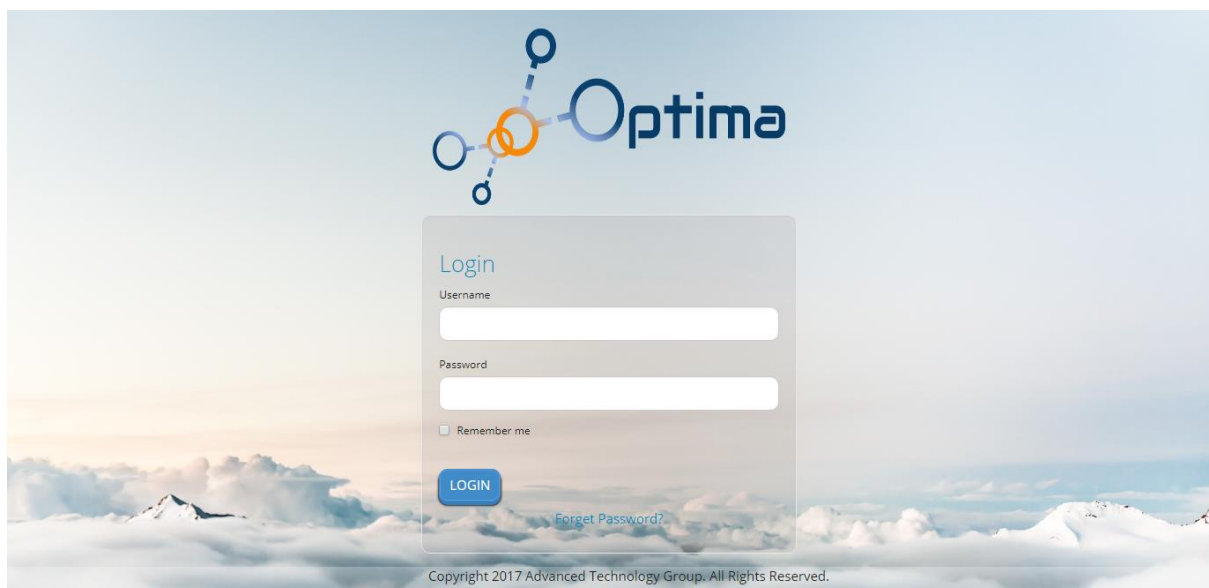 Optima
Login
Username
Password
Remember me
LOGIN
Forget Password?
Copyright 2017 Advanced Technology Group. All Rights Reserved.